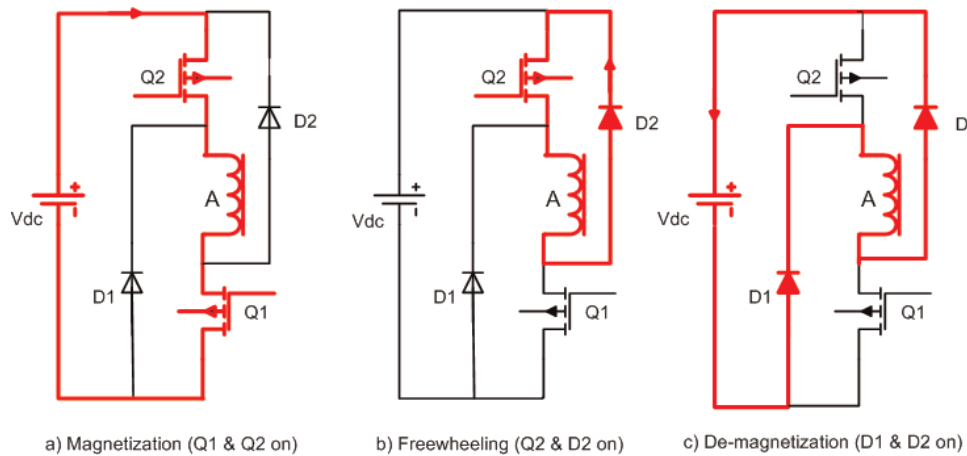 Q2
D2
Vdc
+
-
A
D1
Q1
a) Magnetization (Q1 & Q2 on)
Q2
D2
Vdc
+
-
A
D1
Q1
b) Freewheeling (Q2 & D2 on)
Q2
D
Vdc
+
-
A
D1
Q1
c) De-magnetization (D1 & D2 on)